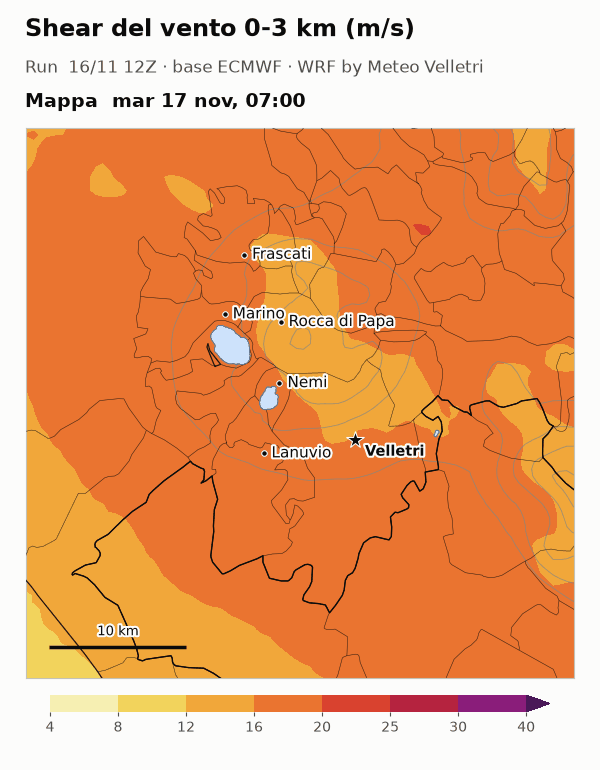 Shear del vento 0-3 km (m/s)
Run  16/11 12Z · base ECMWF · WRF by Meteo Velletri
Mappa  mar 17 nov, 07:00
Frascati
Marino
Rocca di Papa
Nemi
Velletri
Lanuvio
10 km
4 8 12 16 20 25 30 40